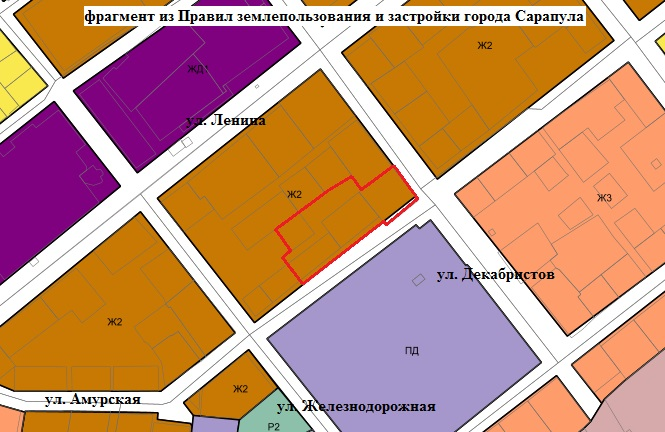 фрагмент из Правил землепользования и застройки города Сарапула
Ж2
ЖД1
ул. Ленина
Ж2
Ж3
ул. Декабристов
Ж2
ПД
Ж2
ул. Амурская
ул. Железнодорожная
Р2